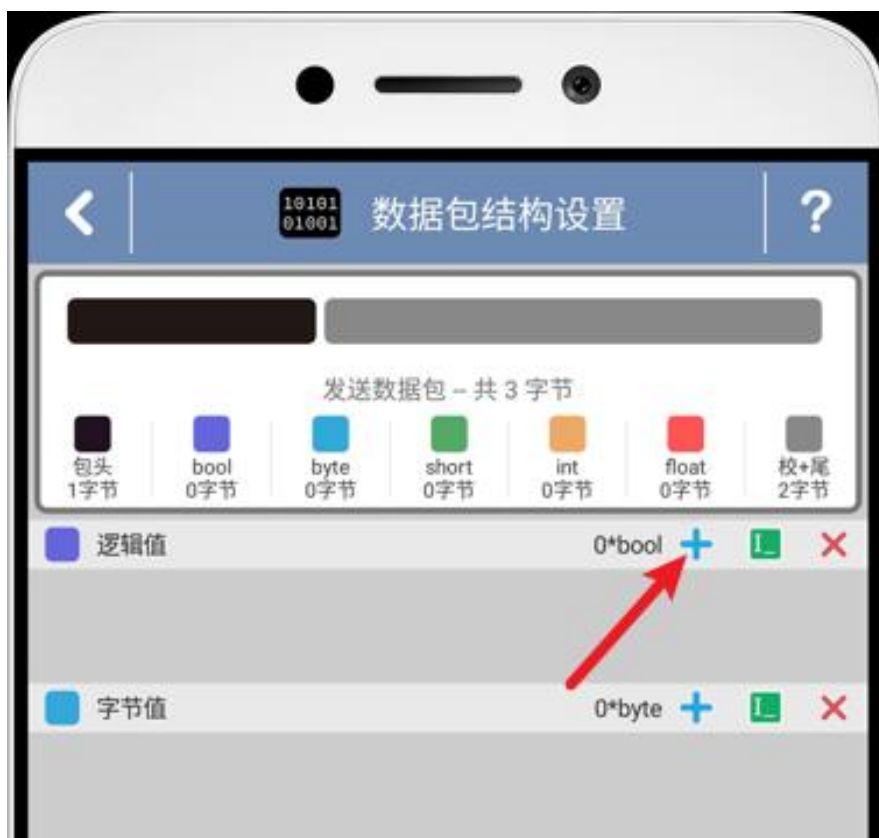 10101
01001
数据包结构设置
?
发送数据包 – 共 3 字节
包头
1字节
bool
0字节
byte
0字节
short
0字节
int
0字节
float
0字节
校+尾
2字节
逻辑值 0*bool
字节值 0*byte